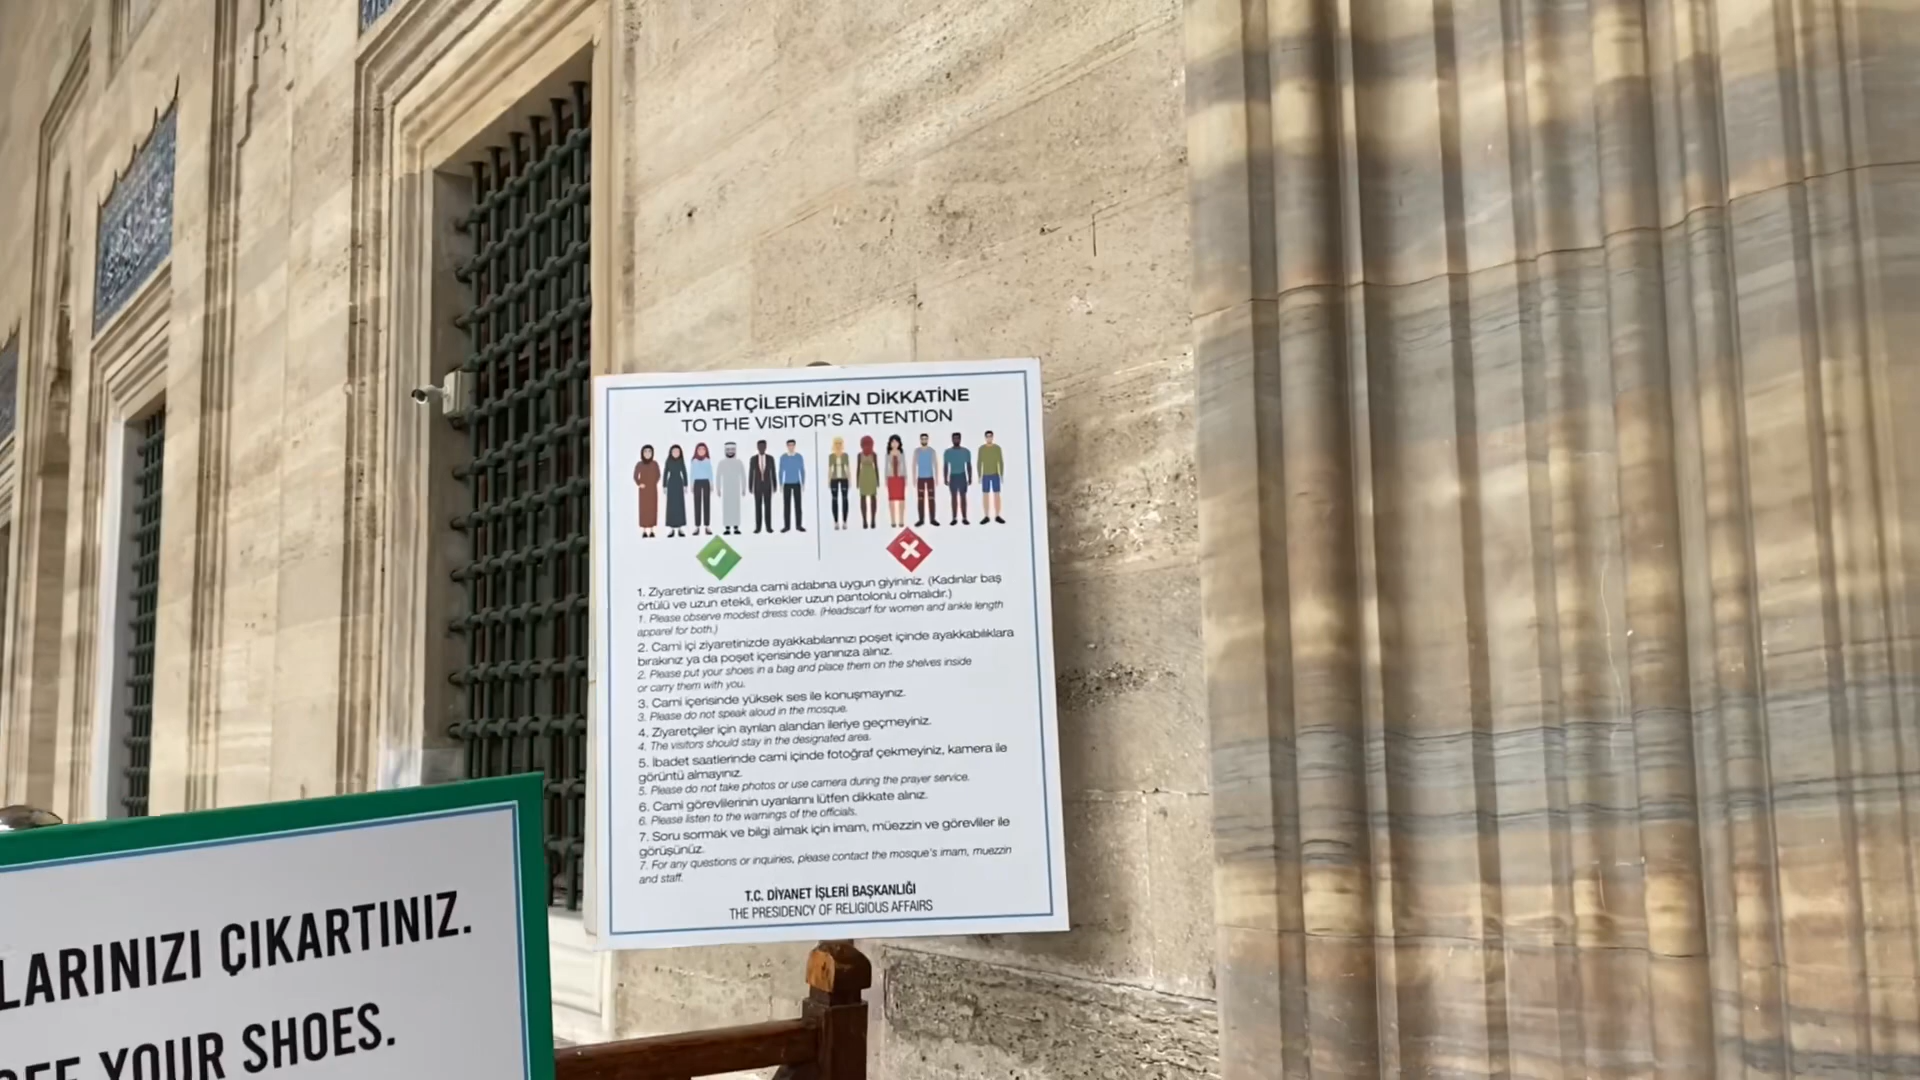 ZİYARETÇİLERİMİZİN DİKKATİNE
TO THE VISITOR'S ATTENTION
1. Ziyaretiniz sırasında cami adabına uygun giyininiz. (Kadınlar baş
örtülü ve uzun etekli, erkekler uzun pantolonlu olmalıdır.)
1. Please observe modest dress code. (Headscarf for women and ankle length
apparel for both.)
2. Cami içi ziyaretinizde ayakkabılarınızı poşet içinde ayakkabılıklara
bırakınız ya da poşet içerisinde yanınıza alınız.
2. Please put your shoes in a bag and place them on the shelves inside
or carry them with you.
3. Cami içerisinde yüksek ses ile konuşmayınız.
3. Please do not speak aloud in the mosque.
4. Ziyaretçiler için ayrılan alandan ileriye geçmeyiniz.
4. The visitors should stay in the designated area.
5. İbadet saatlerinde cami içinde fotoğraf çekmeyiniz, kamera ile
görüntü almayınız.
5. Please do not take photos or use camera during the prayer service.
6. Cami görevlilerinin uyarılarını lütfen dikkate alınız.
6. Please listen to the warnings of the officials.
7. Soru sormak ve bilgi almak için imam, müezzin ve görevliler ile
görüşünüz.
7. For any questions or inquiries, please contact the mosque's imam, muezzin
and staff.
T.C. DİYANET İŞLERİ BAŞKANLIĞI
THE PRESIDENCY OF RELIGIOUS AFFAIRS
LARINIZI ÇIKARTINIZ.
YOUR SHOES.